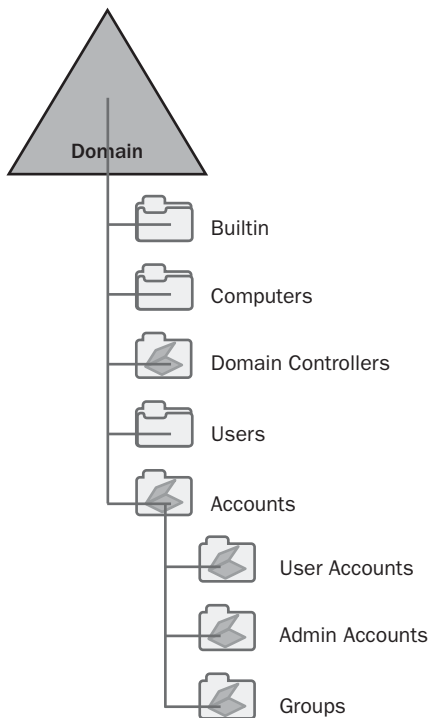 Domain
Builtin
Computers
Domain Controllers
Users
Accounts
User Accounts
Admin Accounts
Groups